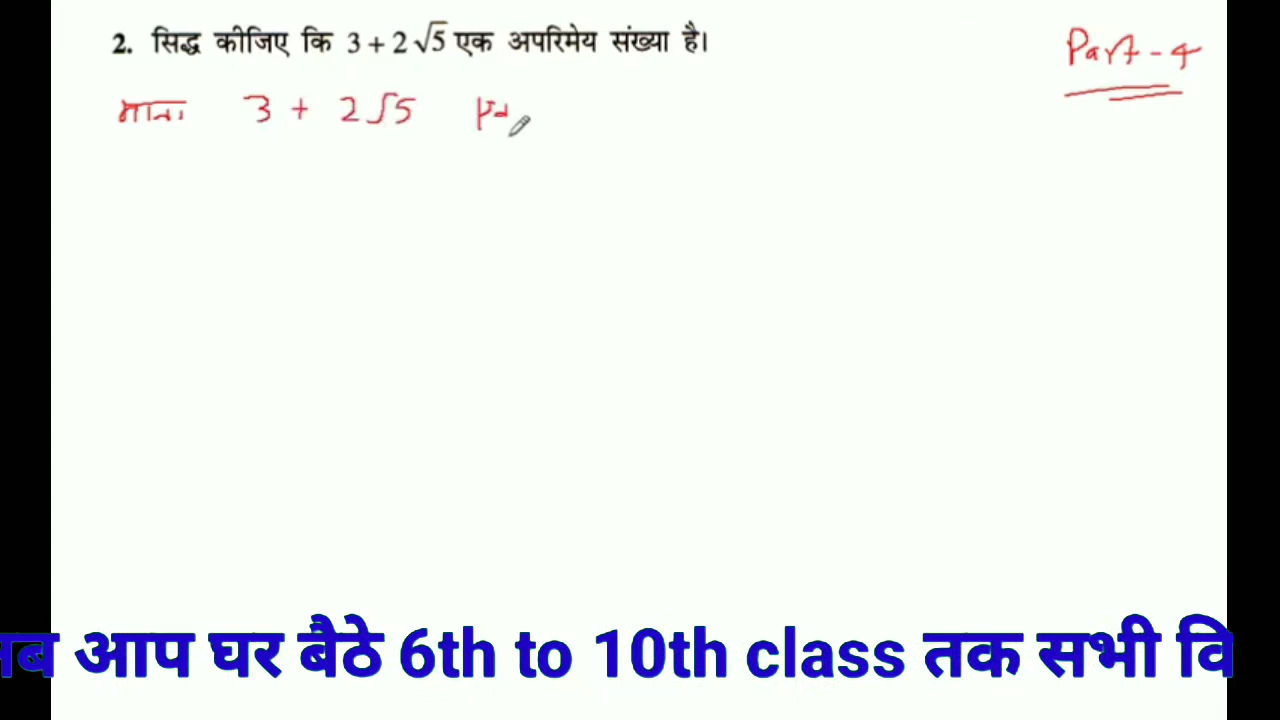 2. सिद्ध कीजिए कि 3 + 2 √5 एक अपरिमेय संख्या है।
Part - 4
माना 3 + 2√5
आप घर बैठे 6th to 10th class तक सभी वि